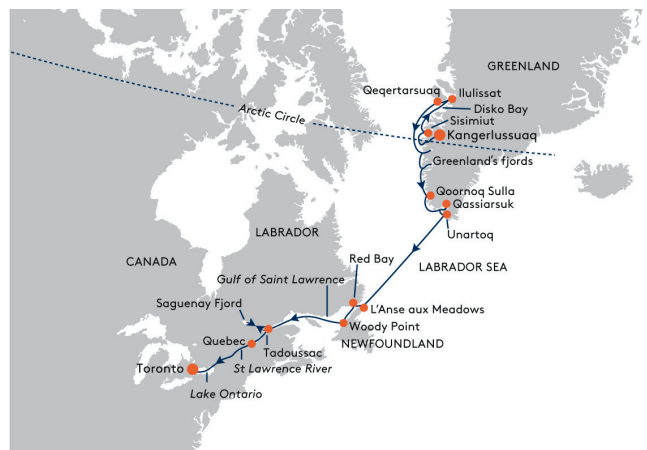 GREENLAND
Qeqertarsuaq
Ilulissat
Disko Bay
Arctic Circle
Sisimiut
Kangerlussuaq
Greenland's fjords
Qoornoq Sulla
Qassiarsuk
Unartoq
LABRADOR
CANADA
Red Bay
LABRADOR SEA
Gulf of Saint Lawrence
Saguenay Fjord
L'Anse aux Meadows
Woody Point
Quebec
NEWFOUNDLAND
Tadoussac
Toronto
St Lawrence River
Lake Ontario